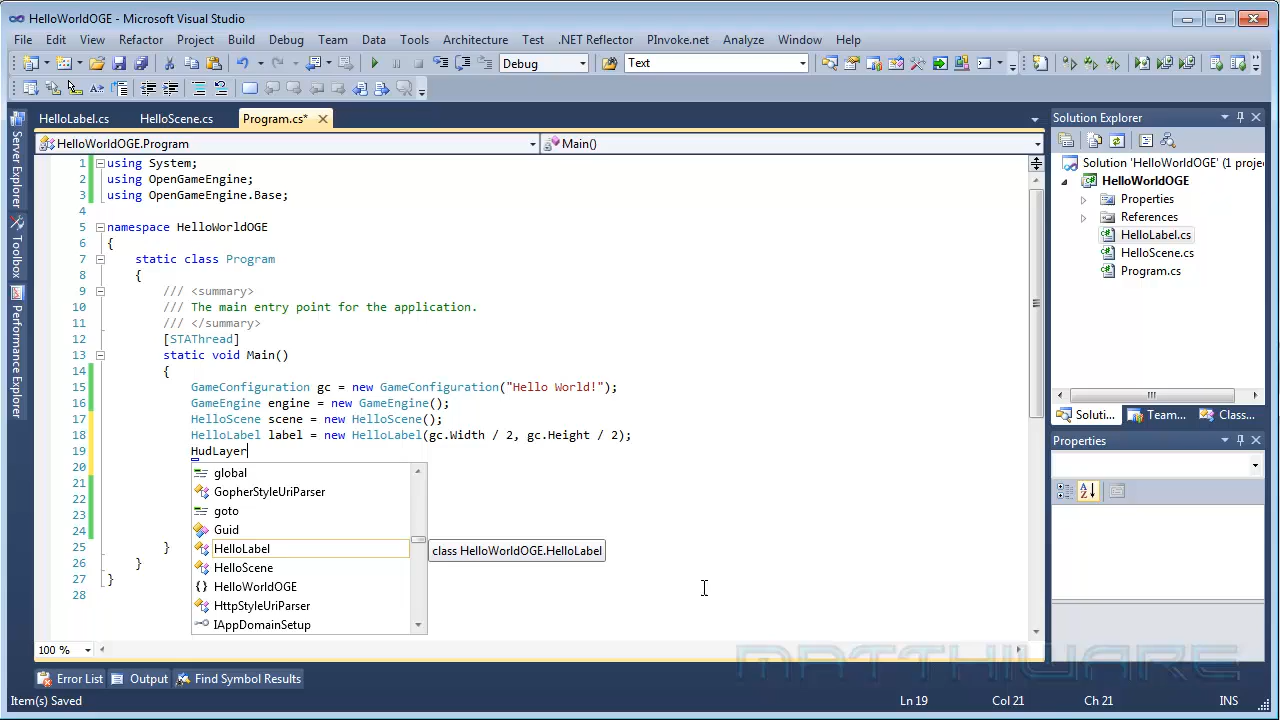 HelloWorldOGE - Microsoft Visual Studio
File Edit View Refactor Project Build Debug Team Data Tools Architecture Test .NET Reflector PInvoke.net Analyze Window Help
Debug Text
HelloLabel.cs HelloScene.cs Program.cs*
HelloWorldOGE.Program Main()
1 using System;
2 using OpenGameEngine;
3 using OpenGameEngine.Base;
4
5 namespace HelloWorldOGE
6 {
7 static class Program
8 {
9 /// <summary>
10 /// The main entry point for the application.
11 /// </summary>
12 [STAThread]
13 static void Main()
14 {
15 GameConfiguration gc = new GameConfiguration("Hello World!");
16 GameEngine engine = new GameEngine();
17 HelloScene scene = new HelloScene();
18 HelloLabel label = new HelloLabel(gc.Width / 2, gc.Height / 2);
19 HudLayer
20
21
22
23
24
25 }
26 }
27 }
28
global
GopherStyleUriParser
goto
Guid
HelloLabel
HelloScene
HelloWorldOGE
HttpStyleUriParser
IAppDomainSetup
class HelloWorldOGE.HelloLabel
100 %
Server Explorer
Toolbox
Performance Explorer
Solution Explorer
Solution 'HelloWorldOGE' (1 proje
HelloWorldOGE
Properties
References
HelloLabel.cs
HelloScene.cs
Program.cs
Soluti... Team... Class...
Properties
MATTHIWARE
Error List Output Find Symbol Results
Item(s) Saved Ln 19 Col 21 Ch 21 INS